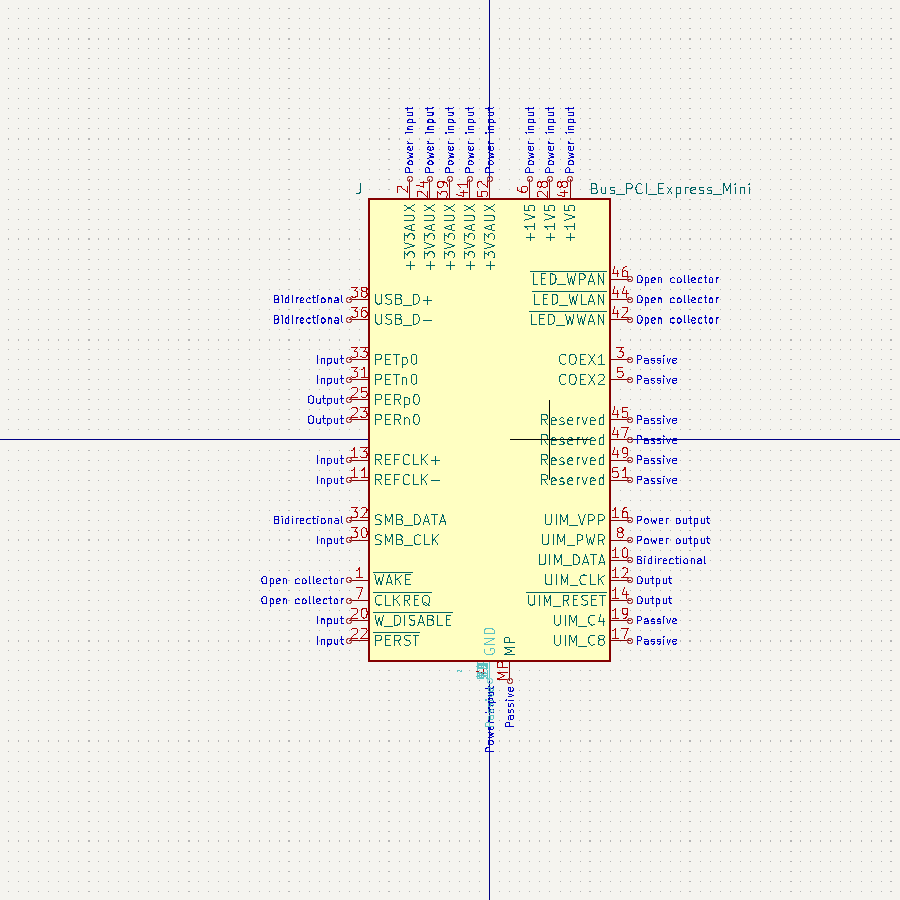 Power input Power input Power input Power input Power input Power input Power input Power input
J 2 24 39 41 52 6 28 48 Bus_PCI_Express_Mini
+3V3AUX +3V3AUX +3V3AUX +3V3AUX +3V3AUX +1V5 +1V5 +1V5
LED_WPAN 46 Open collector
Bidirectional 38 USB_D+ LED_WLAN 44 Open collector
Bidirectional 36 USB_D- LED_WWAN 42 Open collector
Input 33 PETp0 COEX1 3 Passive
Input 31 PETn0 COEX2 5 Passive
Output 25 PERp0
Output 23 PERn0 Reserved 45 Passive
Reserved 47 Passive
Input 13 REFCLK+ Reserved 49 Passive
Input 11 REFCLK- Reserved 51 Passive
Bidirectional 32 SMB_DATA UIM_VPP 16 Power output
Input 30 SMB_CLK UIM_PWR 8 Power output
UIM_DATA 10 Bidirectional
Open collector 1 WAKE UIM_CLK 12 Output
Open collector 7 CLKREQ UIM_RESET 14 Output
Input 20 W_DISABLE UIM_C4 19 Passive
Input 22 PERST UIM_C8 17 Passive
GND MP
MP
Power input Passive